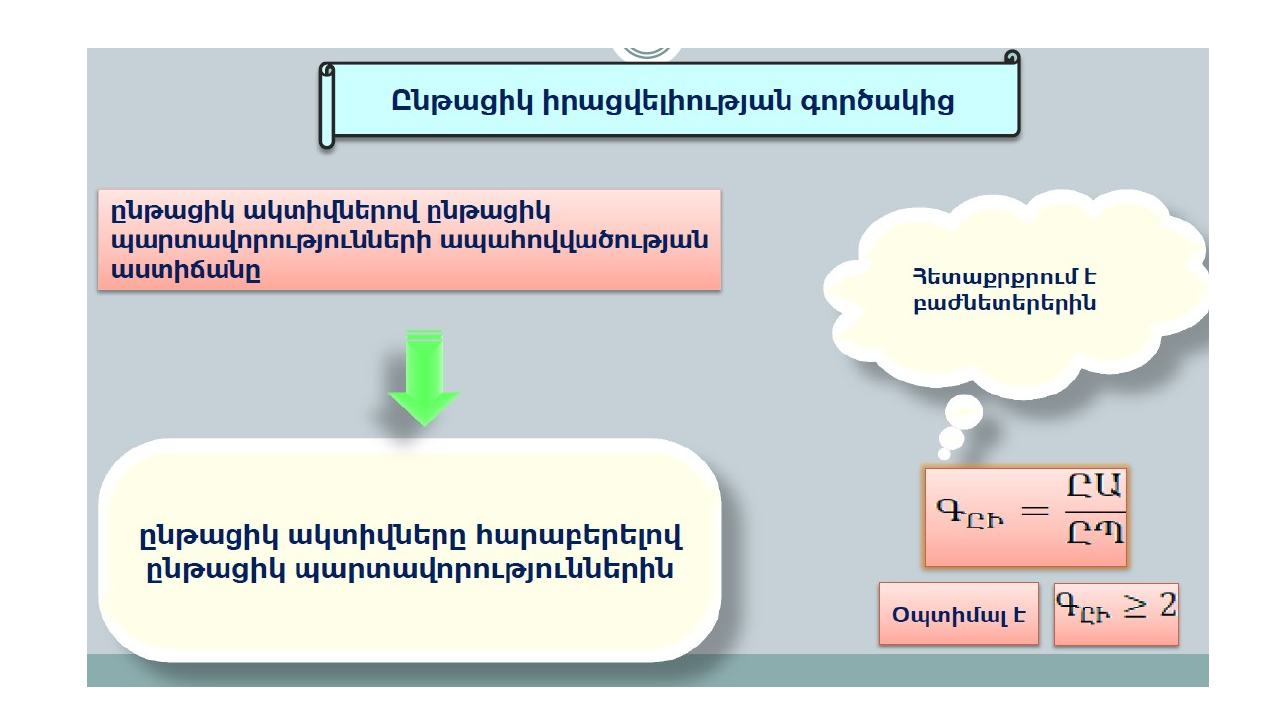 Ընթացիկ իրացվելիության գործակից
ընթացիկ ակտիվներով ընթացիկ
պարտավորությունների ապահովվածության
աստիճանը
Հետաքրքրում է
բաժնետերերին
ընթացիկ ակտիվները հարաբերելով
ընթացիկ պարտավորություններին
ԳԸԻ = ԸԱ/ԸՊ
Օպտիմալ է
ԳԸԻ ≥ 2